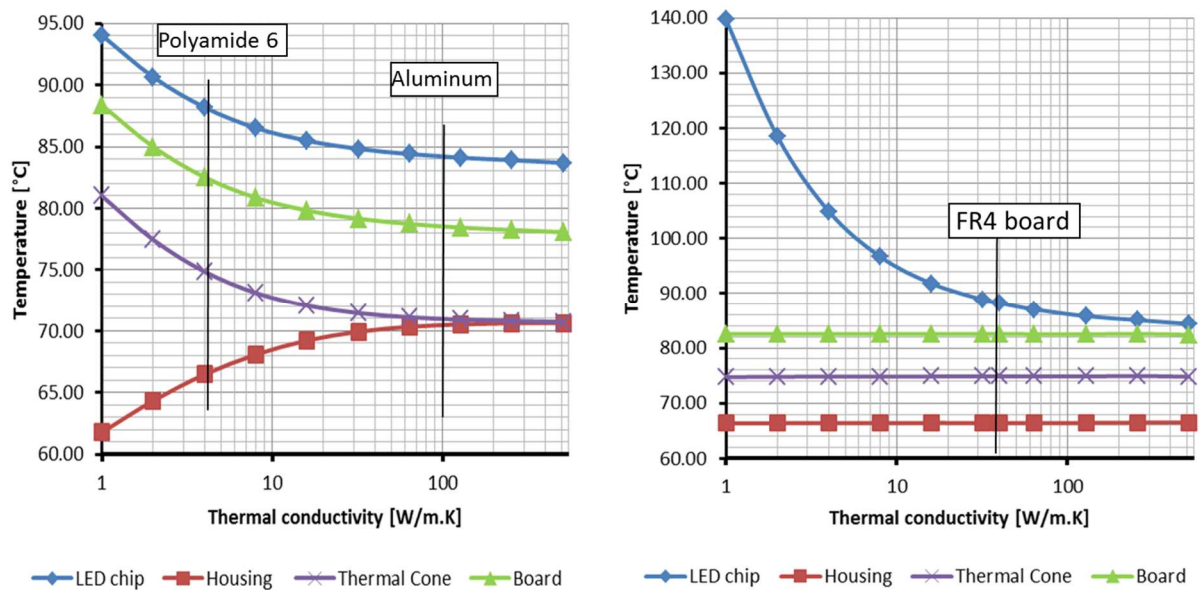 95.00
90.00
85.00
80.00
75.00
70.00
65.00
60.00
Temperature [°C]
Polyamide 6
Aluminum
1
10
100
Thermal conductivity [W/m.K]
LED chip
Housing
Thermal Cone
Board
140.00
130.00
120.00
110.00
100.00
90.00
80.00
70.00
60.00
Temperature [°C]
FR4 board
1
10
100
Thermal conductivity [W/m.K]
LED chip
Housing
Thermal Cone
Board